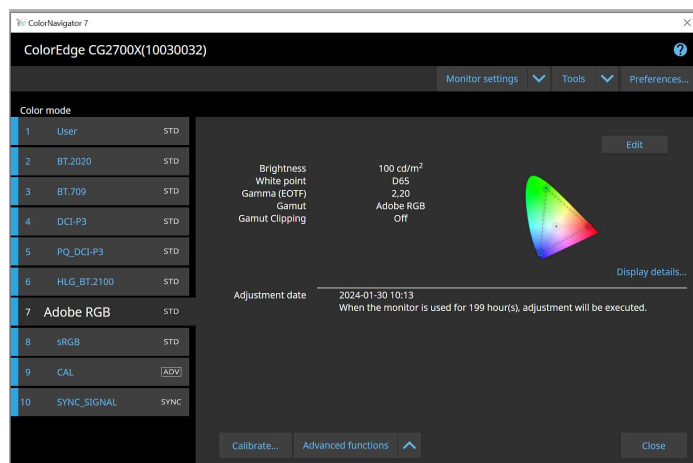 ColorNavigator 7
ColorEdge CG2700X(10030032)
Monitor settings Tools Preferences...
Color mode
1 User STD
2 BT.2020 STD
3 BT.709 STD
4 DCI-P3 STD
5 PQ_DCI-P3 STD
6 HLG_BT.2100 STD
7 Adobe RGB STD
8 sRGB STD
9 CAL ADV
10 SYNC_SIGNAL SYNC
Edit
Brightness 100 cd/m²
White point D65
Gamma (EOTF) 2,20
Gamut Adobe RGB
Gamut Clipping Off
Display details...
Adjustment date 2024-01-30 10:13
When the monitor is used for 199 hour(s), adjustment will be executed.
Calibrate... Advanced functions Close